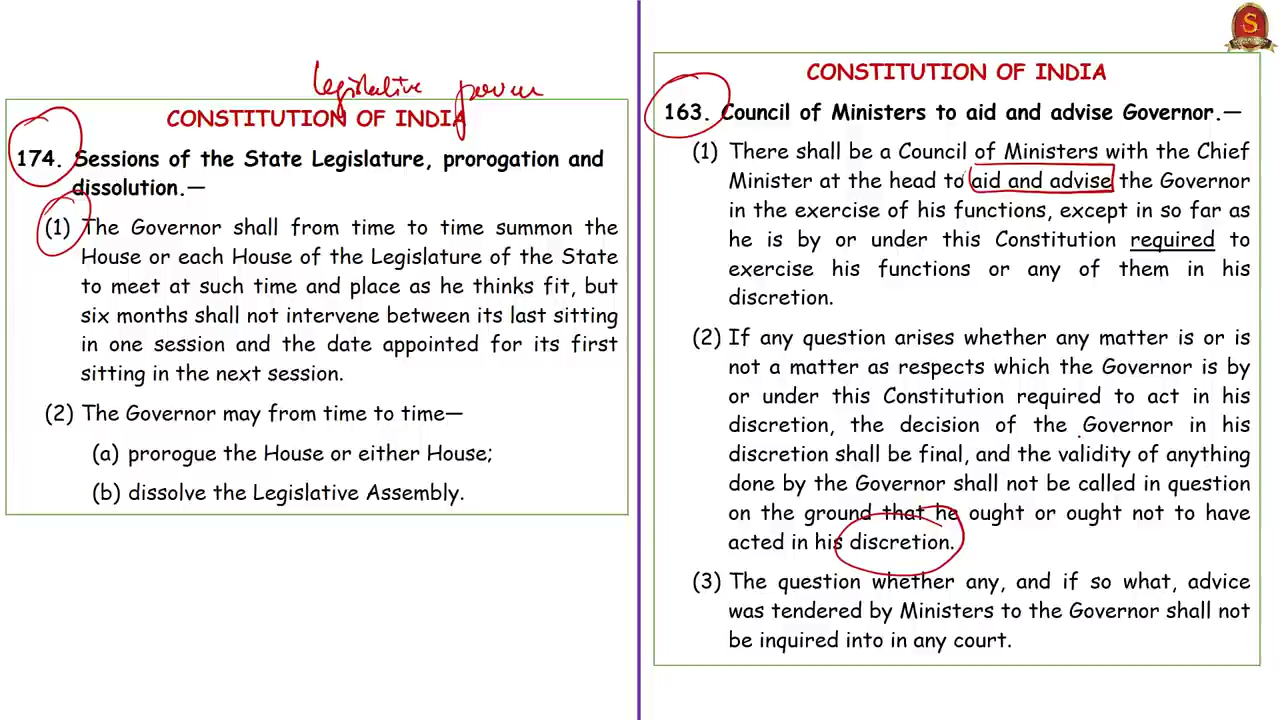 legislative power
CONSTITUTION OF INDIA
174. Sessions of the State Legislature, prorogation and
dissolution.—
(1) The Governor shall from time to time summon the
House or each House of the Legislature of the State
to meet at such time and place as he thinks fit, but
six months shall not intervene between its last sitting
in one session and the date appointed for its first
sitting in the next session.
(2) The Governor may from time to time—
(a) prorogue the House or either House;
(b) dissolve the Legislative Assembly.
S
CONSTITUTION OF INDIA
163. Council of Ministers to aid and advise Governor.—
(1) There shall be a Council of Ministers with the Chief
Minister at the head to aid and advise the Governor
in the exercise of his functions, except in so far as
he is by or under this Constitution required to
exercise his functions or any of them in his
discretion.
(2) If any question arises whether any matter is or is
not a matter as respects which the Governor is by
or under this Constitution required to act in his
discretion, the decision of the Governor in his
discretion shall be final, and the validity of anything
done by the Governor shall not be called in question
on the ground that he ought or ought not to have
acted in his discretion.
(3) The question whether any, and if so what, advice
was tendered by Ministers to the Governor shall not
be inquired into in any court.